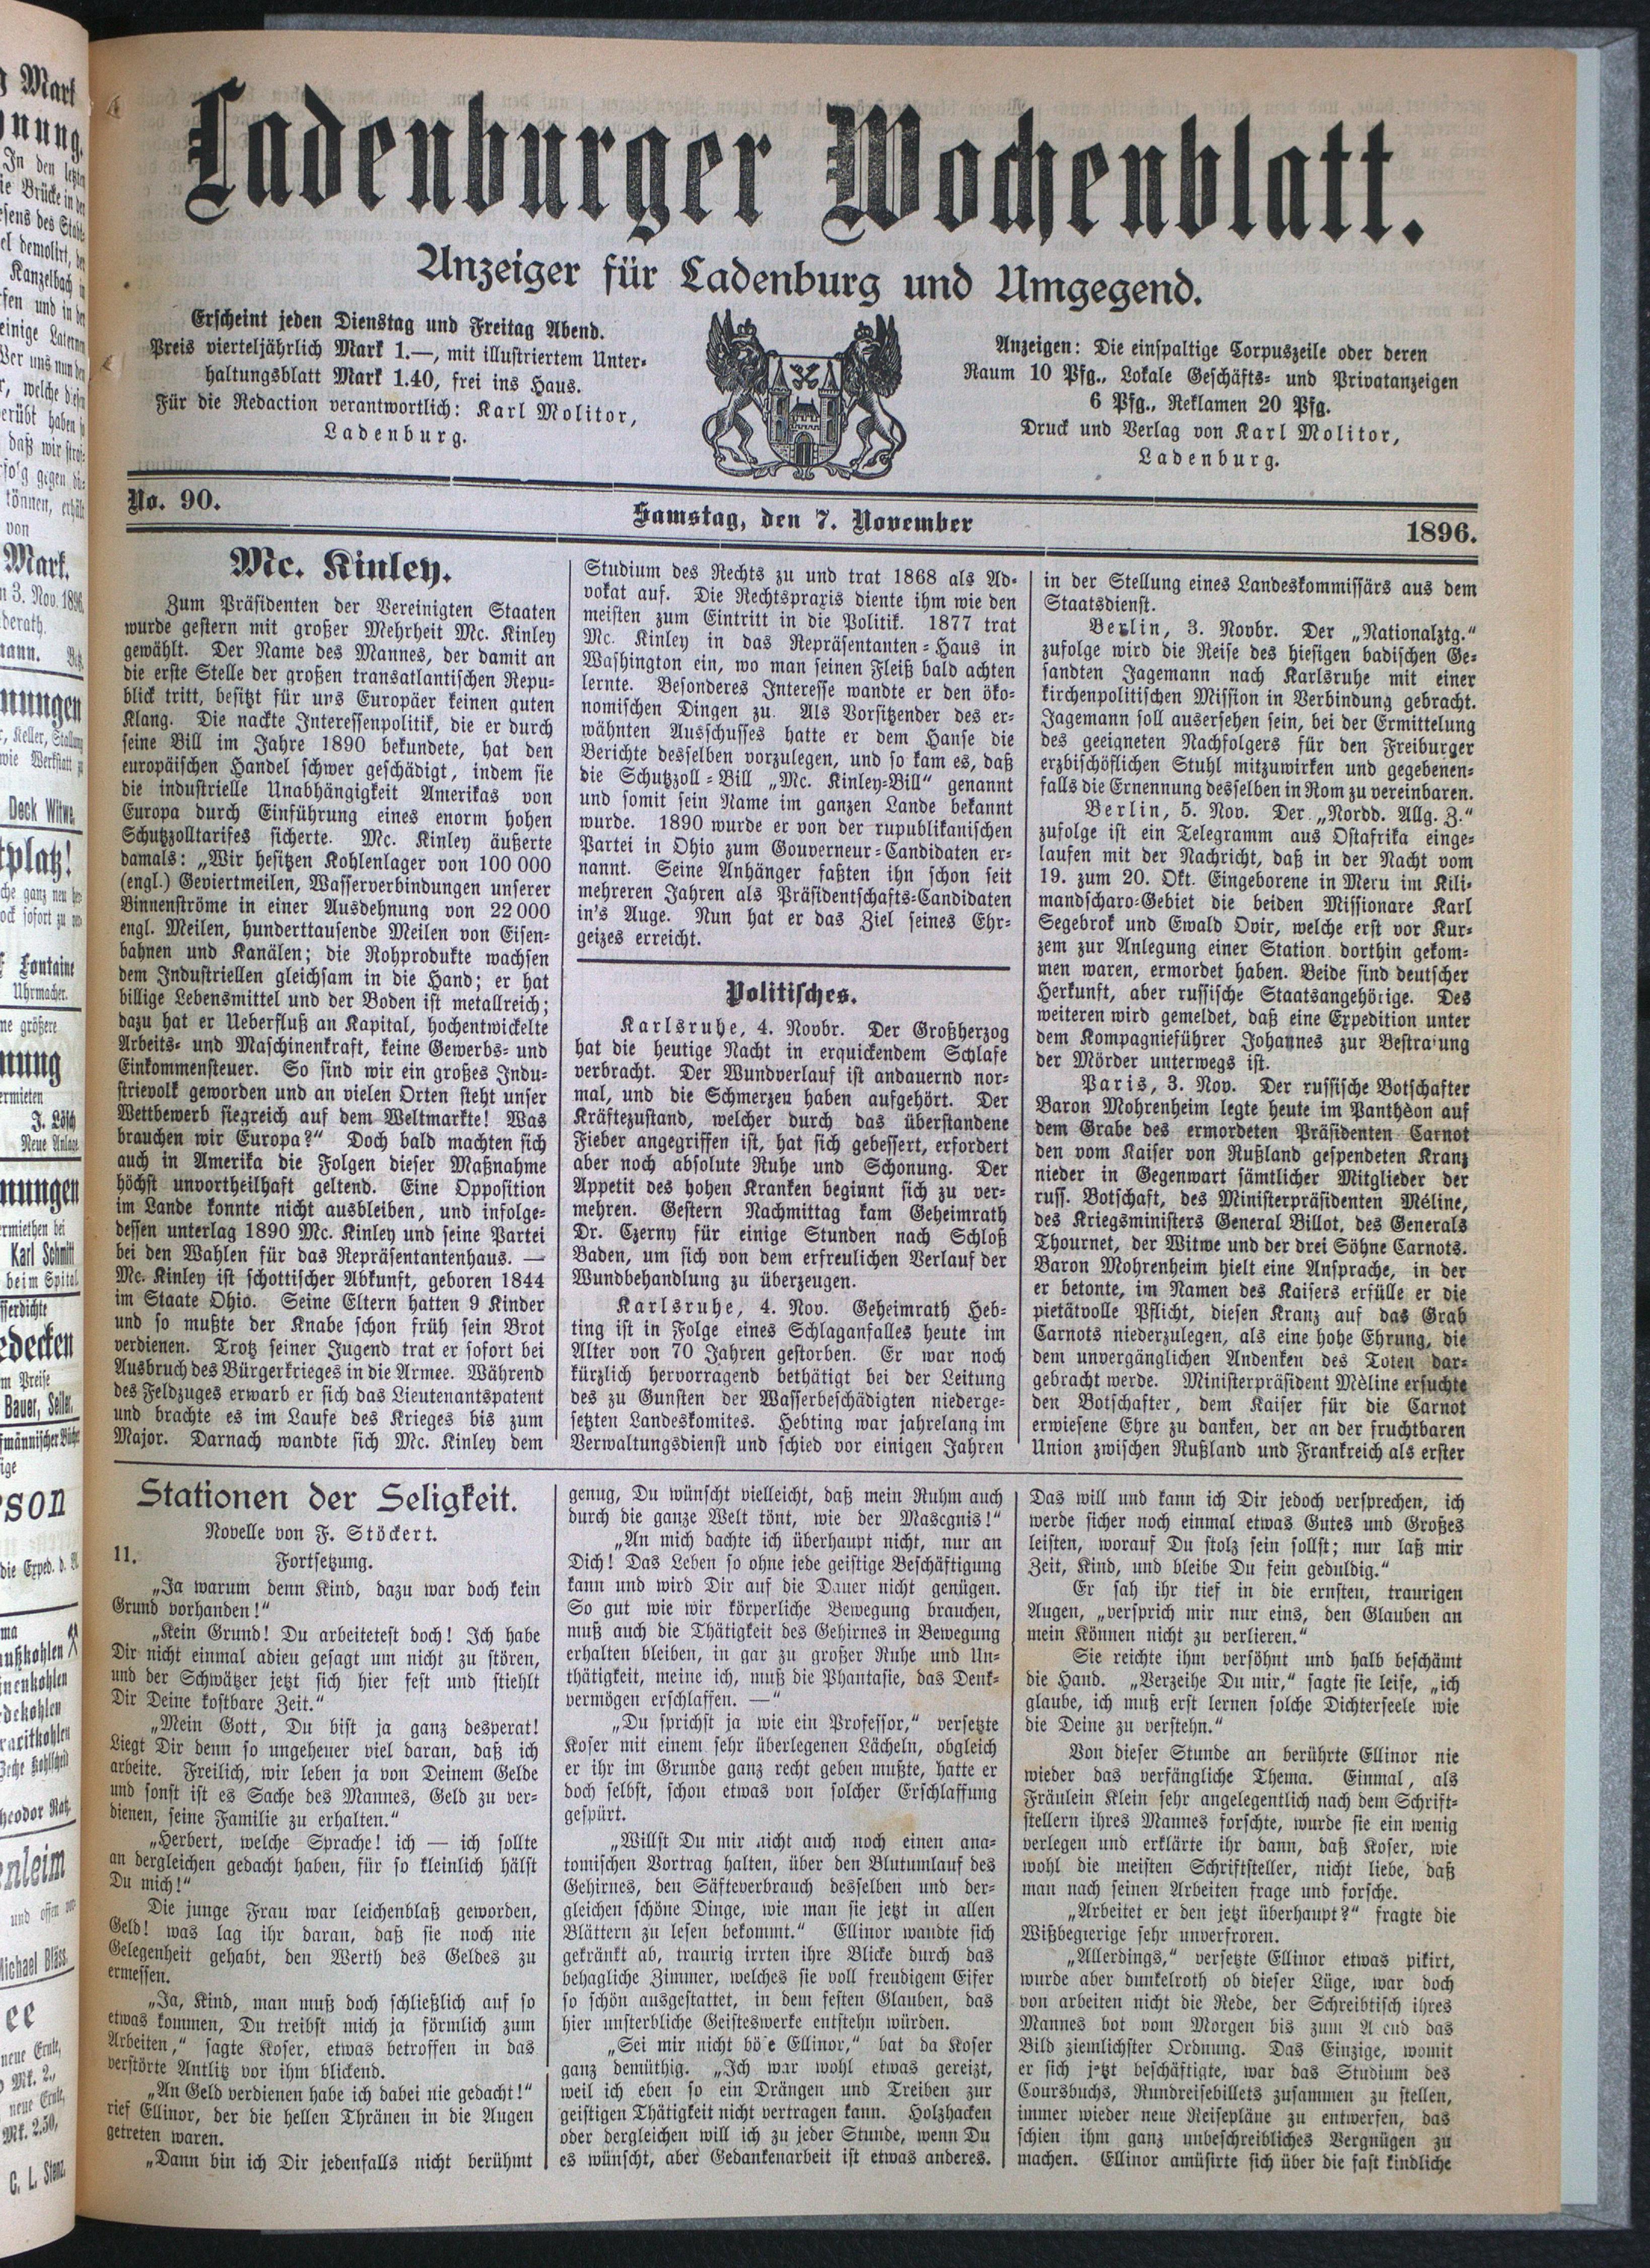 Ladenburger Wochenblatt.
Anzeiger für Ladenburg und Umgegend.
Erscheint jeden Dienstag und Freitag Abend.
Preis vierteljährlich Mark 1.—, mit illustriertem Unter-
haltungsblatt Mark 1.40, frei ins Haus.
Für die Redaction verantwortlich: Karl Molitor,
Ladenburg.
Anzeigen: Die einspaltige Corpuszeile oder deren
Raum 10 Pfg., Lokale Geschäfts- und Privatanzeigen
6 Pfg., Reklamen 20 Pfg.
Druck und Verlag von Karl Molitor,
Ladenburg.
No. 90.
Samstag, den 7. November
1896.
Mc. Kinley.
Zum Präsidenten der Vereinigten Staaten
wurde gestern mit großer Mehrheit Mc. Kinley
gewählt. Der Name des Mannes, der damit an
die erste Stelle der großen transatlantischen Repu-
blick tritt, besitzt für uns Europäer keinen guten
Klang. Die nackte Interessenpolitik, die er durch
seine Bill im Jahre 1890 bekundete, hat den
europäischen Handel schwer geschädigt, indem sie
die industrielle Unabhängigkeit Amerikas von
Europa durch Einführung eines enorm hohen
Schutzzolltarifes sicherte. Mc. Kinley äußerte
damals: „Wir hesitzen Kohlenlager von 100 000
(engl.) Geviertmeilen, Wasserverbindungen unserer
Binnenströme in einer Ausdehnung von 22 000
engl. Meilen, hunderttausende Meilen von Eisen-
bahnen und Kanälen; die Rohprodukte wachsen
dem Industriellen gleichsam in die Hand; er hat
billige Lebensmittel und der Boden ist metallreich;
dazu hat er Ueberfluß an Kapital, hochentwickelte
Arbeits- und Maschinenkraft, keine Gewerbs- und
Einkommensteuer. So sind wir ein großes Indu-
strievolk geworden und an vielen Orten steht unser
Wettbewerb siegreich auf dem Weltmarkte! Was
brauchen wir Europa?“ Doch bald machten sich
auch in Amerika die Folgen dieser Maßnahme
höchst unvortheilhaft geltend. Eine Opposition
im Lande konnte nicht ausbleiben, und infolge-
dessen unterlag 1890 Mc. Kinley und seine Partei
bei den Wahlen für das Repräsentantenhaus. —
Mc. Kinley ist schottischer Abkunft, geboren 1844
im Staate Ohio. Seine Eltern hatten 9 Kinder
und so mußte der Knabe schon früh sein Brot
verdienen. Trotz seiner Jugend trat er sofort bei
Ausbruch des Bürgerkrieges in die Armee. Während
des Feldzuges erwarb er sich das Lieutenantspatent
und brachte es im Laufe des Krieges bis zum
Major. Darnach wandte sich Mc. Kinley dem
Studium des Rechts zu und trat 1868 als Ad-
vokat auf. Die Rechtspraxis diente ihm wie den
meisten zum Eintritt in die Politik. 1877 trat
Mc. Kinley in das Repräsentanten-Haus in
Washington ein, wo man seinen Fleiß bald achten
lernte. Besonderes Interesse wandte er den öko-
nomischen Dingen zu. Als Vorsitzender des er-
wähnten Ausschusses hatte er dem Hanse die
Berichte desselben vorzulegen, und so kam es, daß
die Schutzzoll-Bill „Mc. Kinley-Bill“ genannt
und somit sein Name im ganzen Lande bekannt
wurde. 1890 wurde er von der rupublikanischen
Partei in Ohio zum Gouverneur-Candidaten er-
nannt. Seine Anhänger faßten ihn schon seit
mehreren Jahren als Präsidentschafts-Candidaten
in's Auge. Nun hat er das Ziel seines Ehr-
geizes erreicht.
Politisches.
Karlsruhe, 4. Novbr. Der Großherzog
hat die heutige Nacht in erquickendem Schlafe
verbracht. Der Wundverlauf ist andauernd nor-
mal, und die Schmerzen haben aufgehört. Der
Kräftezustand, welcher durch das überstandene
Fieber angegriffen ist, hat sich gebessert, erfordert
aber noch absolute Ruhe und Schonung. Der
Appetit des hohen Kranken beginnt sich zu ver-
mehren. Gestern Nachmittag kam Geheimrath
Dr. Czerny für einige Stunden nach Schloß
Baden, um sich von dem erfreulichen Verlauf der
Wundbehandlung zu überzeugen.
Karlsruhe, 4. Nov. Geheimrath Heb-
ting ist in Folge eines Schlaganfalles heute im
Alter von 70 Jahren gestorben. Er war noch
kürzlich hervorragend bethätigt bei der Leitung
des zu Gunsten der Wasserbeschädigten niederge-
setzten Landeskomites. Hebting war jahrelang im
Verwaltungsdienst und schied vor einigen Jahren
in der Stellung eines Landeskommissärs aus dem
Staatsdienst.
Berlin, 3. Novbr. Der „Nationalztg.“
zufolge wird die Reise des hiesigen badischen Ge-
sandten Jagemann nach Karlsruhe mit einer
kirchenpolitischen Mission in Verbindung gebracht.
Jagemann soll ausersehen sein, bei der Ermittelung
des geeigneten Nachfolgers für den Freiburger
erzbischöflichen Stuhl mitzuwirken und gegebenen-
falls die Ernennung desselben in Rom zu vereinbaren.
Berlin, 5. Nov. Der „Nordd. Allg. Z.“
zufolge ist ein Telegramm aus Ostafrika einge-
laufen mit der Nachricht, daß in der Nacht vom
19. zum 20. Okt. Eingeborene in Meru im Kili-
mandscharo-Gebiet die beiden Missionare Karl
Segebrok und Ewald Ovir, welche erst vor Kur-
zem zur Anlegung einer Station dorthin gekom-
men waren, ermordet haben. Beide sind deutscher
Herkunft, aber russische Staatsangehörige. Des
weiteren wird gemeldet, daß eine Expedition unter
dem Kompagnieführer Johannes zur Bestrafung
der Mörder unterwegs ist.
Paris, 3. Nov. Der russische Botschafter
Baron Mohrenheim legte heute im Panthèon auf
dem Grabe des ermordeten Präsidenten Carnot
den vom Kaiser von Rußland gespendeten Kranz
nieder in Gegenwart sämtlicher Mitglieder der
russ. Botschaft, des Ministerpräsidenten Méline,
des Kriegsministers General Billot, des Generals
Thournet, der Witwe und der drei Söhne Carnots.
Baron Mohrenheim hielt eine Ansprache, in der
er betonte, im Namen des Kaisers erfülle er die
pietätvolle Pflicht, diesen Kranz auf das Grab
Carnots niederzulegen, als eine hohe Ehrung, die
dem unvergänglichen Andenken des Toten dar-
gebracht werde. Ministerpräsident Mèline ersuchte
den Botschafter, dem Kaiser für die Carnot
erwiesene Ehre zu danken, der an der fruchtbaren
Union zwischen Rußland und Frankreich als erster
Stationen der Seligkeit.
Novelle von F. Stöckert.
11.
Fortsetzung.
„Ja warum denn Kind, dazu war doch kein
Grund vorhanden!“
„Kein Grund! Du arbeitetest doch! Ich habe
Dir nicht einmal adieu gesagt um nicht zu stören,
und der Schwätzer jetzt sich hier fest und stiehlt
Dir Deine kostbare Zeit.“
„Mein Gott, Du bist ja ganz desperat!
Liegt Dir denn so ungeheuer viel daran, daß ich
arbeite. Freilich, wir leben ja von Deinem Gelde
und sonst ist es Sache des Mannes, Geld zu ver-
dienen, seine Familie zu erhalten.“
„Herbert, welche Sprache! ich — ich sollte
an dergleichen gedacht haben, für so kleinlich hälst
Du mich!“
Die junge Frau war leichenblaß geworden,
Geld! was lag ihr daran, daß sie noch nie
Gelegenheit gehabt, den Werth des Geldes zu
ermessen.
„Ja, Kind, man muß doch schließlich auf so
etwas kommen, Du treibst mich ja förmlich zum
Arbeiten,“ sagte Koser, etwas betroffen in das
verstörte Antlitz vor ihm blickend.
„An Geld verdienen habe ich dabei nie gedacht!“
rief Ellinor, der die hellen Thränen in die Augen
getreten waren.
„Dann bin ich Dir jedenfalls nicht berühmt
genug, Du wünscht vielleicht, daß mein Ruhm auch
durch die ganze Welt tönt, wie der Mascgnis!“
„An mich dachte ich überhaupt nicht, nur an
Dich! Das Leben so ohne jede geistige Beschäftigung
kann und wird Dir auf die Dauer nicht genügen.
So gut wie wir körperliche Bewegung brauchen,
muß auch die Thätigkeit des Gehirnes in Bewegung
erhalten bleiben, in gar zu großer Ruhe und Un-
thätigkeit, meine ich, muß die Phantasie, das Denk-
vermögen erschlaffen. —“
„Du sprichst ja wie ein Professor,“ versetzte
Koser mit einem sehr überlegenen Lächeln, obgleich
er ihr im Grunde ganz recht geben mußte, hatte er
doch selbst, schon etwas von solcher Erschlaffung
gespürt.
„Willst Du mir nicht auch noch einen ana-
tomischen Vortrag halten, über den Blutumlauf des
Gehirnes, den Säfteverbrauch desselben und der-
gleichen schöne Dinge, wie man sie jetzt in allen
Blättern zu lesen bekommt.“ Ellinor wandte sich
gekränkt ab, traurig irrten ihre Blicke durch das
behagliche Zimmer, welches sie voll freudigem Eifer
so schön ausgestattet, in dem festen Glauben, das
hier unsterbliche Geisteswerke entstehn würden.
„Sei mir nicht böse Ellinor,“ bat da Koser
ganz demüthig. „Ich war wohl etwas gereizt,
weil ich eben so ein Drängen und Treiben zur
geistigen Thätigkeit nicht vertragen kann. Holzhacken
oder dergleichen will ich zu jeder Stunde, wenn Du
es wünscht, aber Gedankenarbeit ist etwas anderes.
Das will und kann ich Dir jedoch versprechen, ich
werde sicher noch einmal etwas Gutes und Großes
leisten, worauf Du stolz sein sollst; nur laß mir
Zeit, Kind, und bleibe Du fein geduldig.“
Er sah ihr tief in die ernsten, traurigen
Augen, „versprich mir nur eins, den Glauben an
mein Können nicht zu verlieren.“
Sie reichte ihm versöhnt und halb beschämt
die Hand. „Verzeihe Du mir,“ sagte sie leise, „ich
glaube, ich muß erst lernen solche Dichterseele wie
die Deine zu verstehn.“
Von dieser Stunde an berührte Ellinor nie
wieder das verfängliche Thema. Einmal, als
Fräulein Klein sehr angelegentlich nach dem Schrift-
stellern ihres Mannes forschte, wurde sie ein wenig
verlegen und erklärte ihr dann, daß Koser, wie
wohl die meisten Schriftsteller, nicht liebe, daß
man nach seinen Arbeiten frage und forsche.
„Arbeitet er den jetzt überhaupt?“ fragte die
Wißbegierige sehr unverfroren.
„Allerdings,“ versetzte Ellinor etwas pikirt,
wurde aber dunkelroth ob dieser Lüge, war doch
von arbeiten nicht die Rede, der Schreibtisch ihres
Mannes bot vom Morgen bis zum A end das
Bild ziemlichster Ordnung. Das Einzige, womit
er sich jetzt beschäftigte, war das Studium des
Coursbuchs, Rundreisebillets zusammen zu stellen,
immer wieder neue Reisepläne zu entwerfen, das
schien ihm ganz unbeschreibliches Vergnügen zu
machen. Ellinor amüsirte sich über die fast kindliche